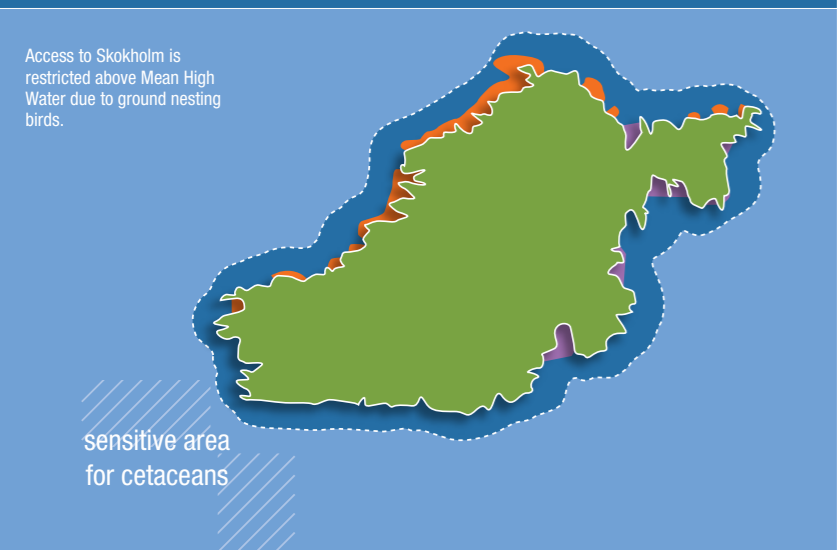 Access to Skokholm is
restricted above Mean High
Water due to ground nesting
birds.
sensitive area
for cetaceans